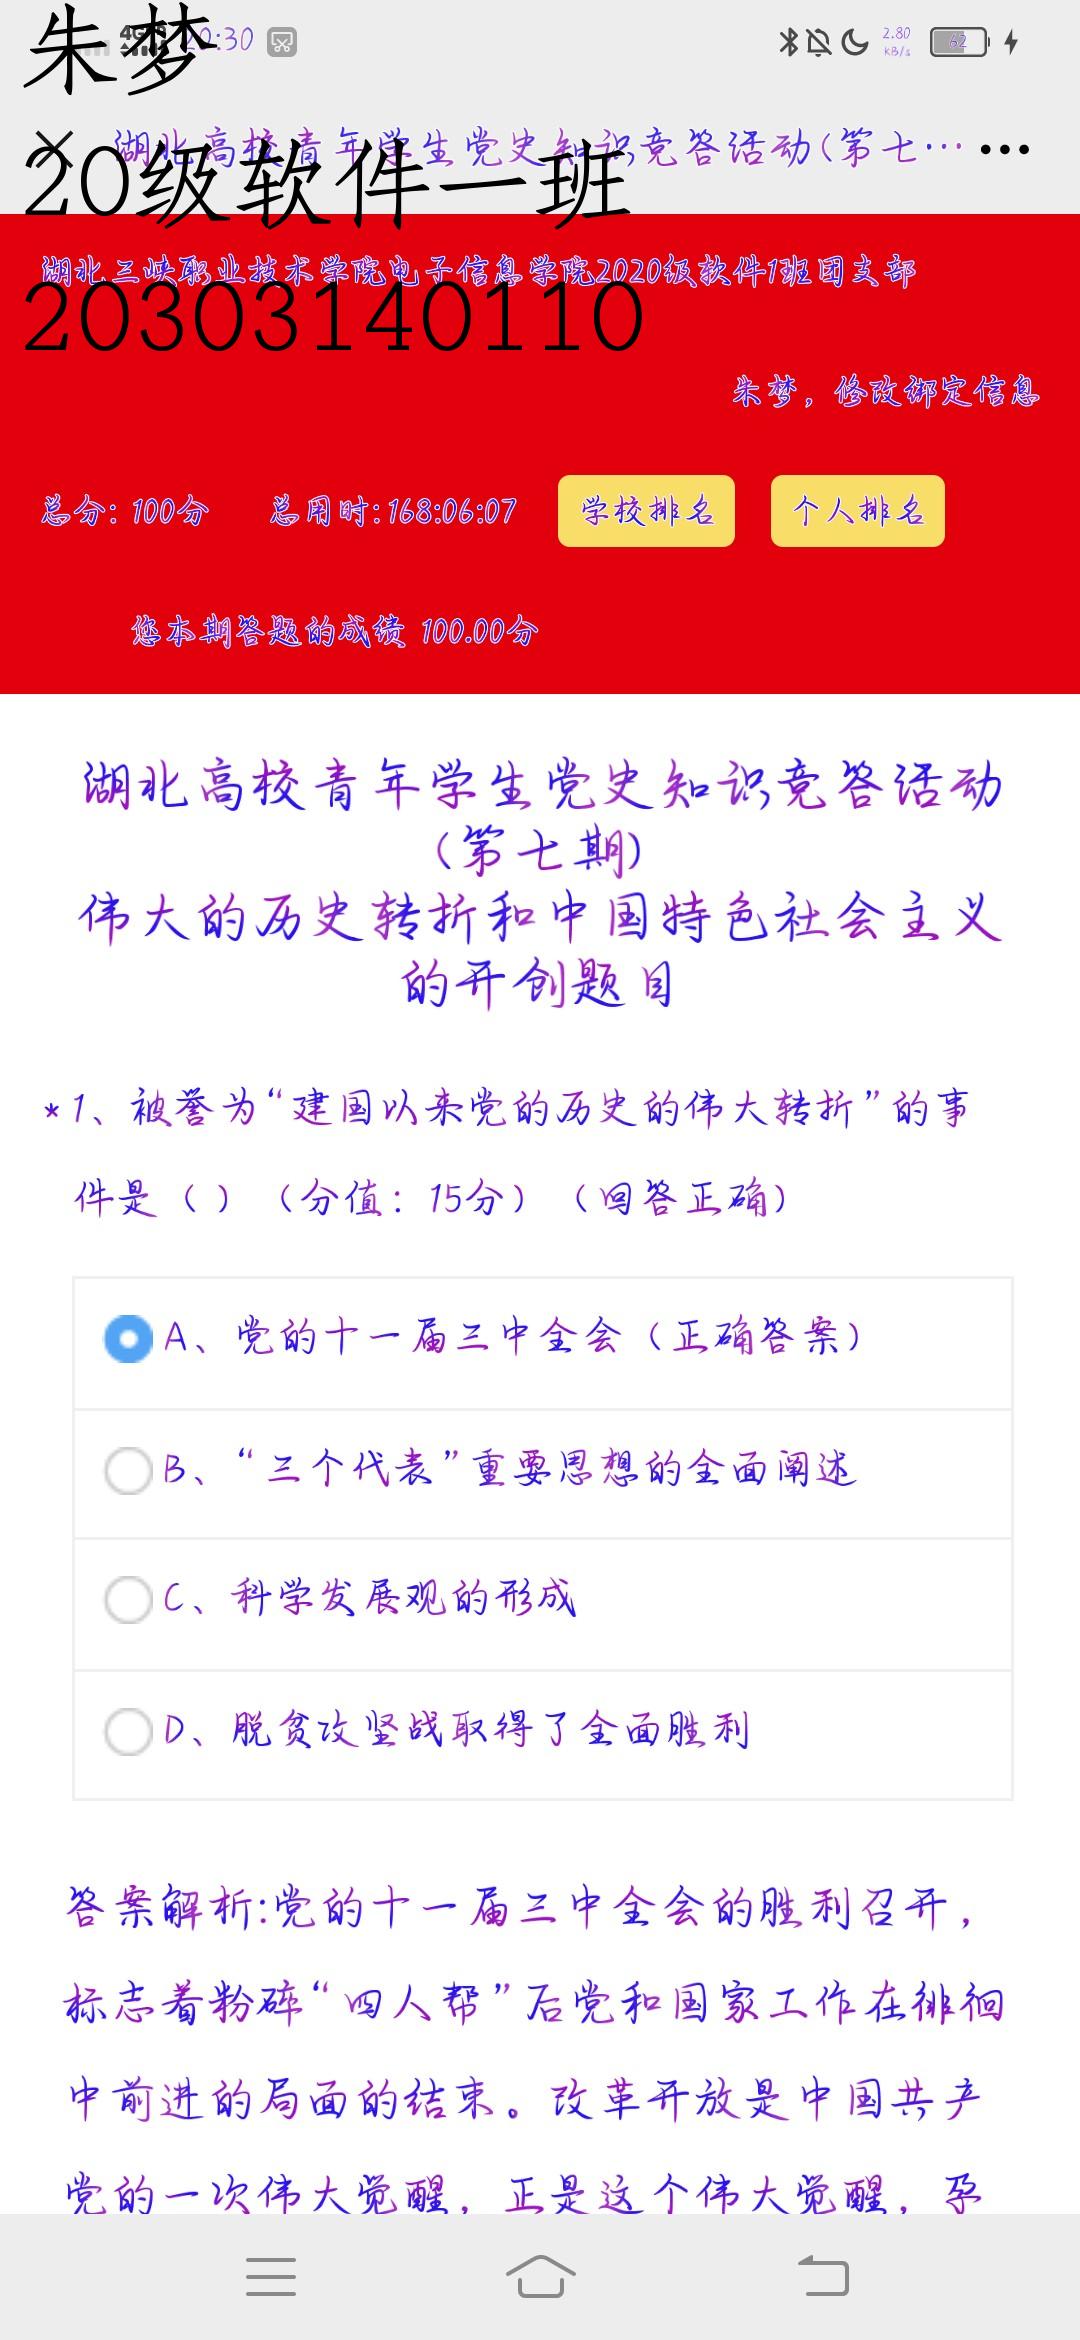 朱梦
20:30
2.80
KB/s
62
湖北高校青年学生党史知识竞答活动(第七…
20级软件一班
湖北三峡职业技术学院电子信息学院2020级软件1班团支部
20303140110
朱梦，修改绑定信息
总分: 100分 总用时:168:06:07 学校排名 个人排名
您本期答题的成绩 100.00分
湖北高校青年学生党史知识竞答活动
(第七期)
伟大的历史转折和中国特色社会主义
的开创题目
*1、被誉为“建国以来党的历史的伟大转折”的事
件是（ ）（分值：15分）（回答正确）
A、党的十一届三中全会（正确答案）
B、“三个代表”重要思想的全面阐述
C、科学发展观的形成
D、脱贫攻坚战取得了全面胜利
答案解析:党的十一届三中全会的胜利召开，
标志着粉碎“四人帮”后党和国家工作在徘徊
中前进的局面的结束。改革开放是中国共产
党的一次伟大觉醒，正是这个伟大觉醒，孕